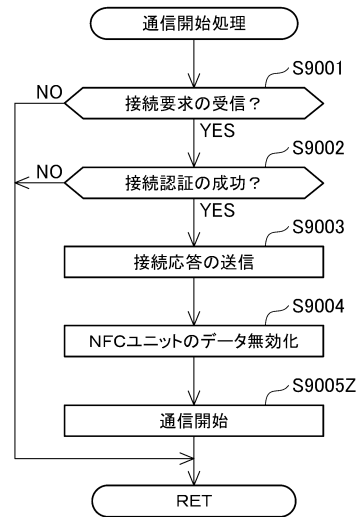 通信開始処理
S9001
接続要求の受信？
NO
YES
S9002
接続認証の成功？
NO
YES
S9003
接続応答の送信
S9004
NFCユニットのデータ無効化
S9005Z
通信開始
RET